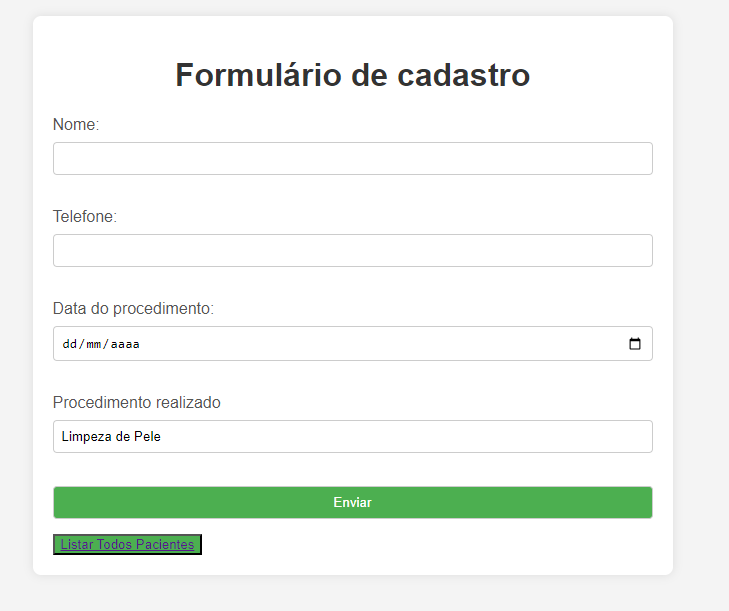 Formulário de cadastro
Nome:
Telefone:
Data do procedimento:
dd/mm/aaaa
Procedimento realizado
Limpeza de Pele
Enviar
Listar Todos Pacientes